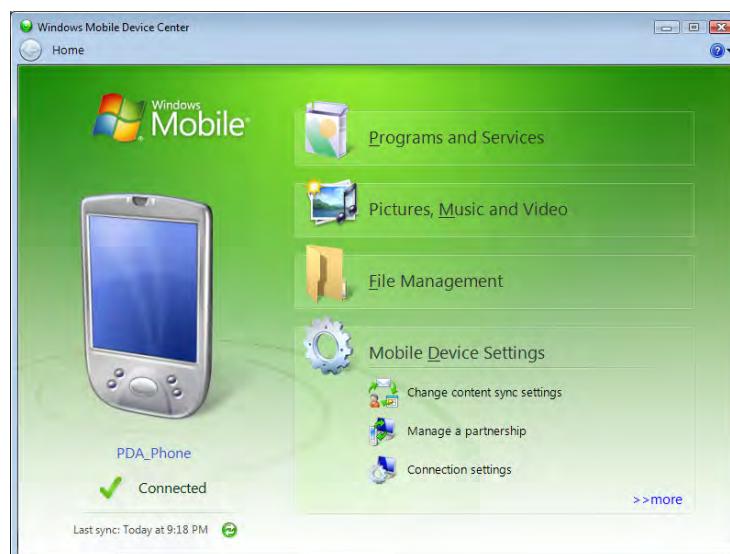 Windows Mobile Device Center
Home
Windows
Mobile
Programs and Services
Pictures, Music and Video
File Management
Mobile Device Settings
Change content sync settings
Manage a partnership
Connection settings
>>more
PDA_Phone
Connected
Last sync: Today at 9:18 PM